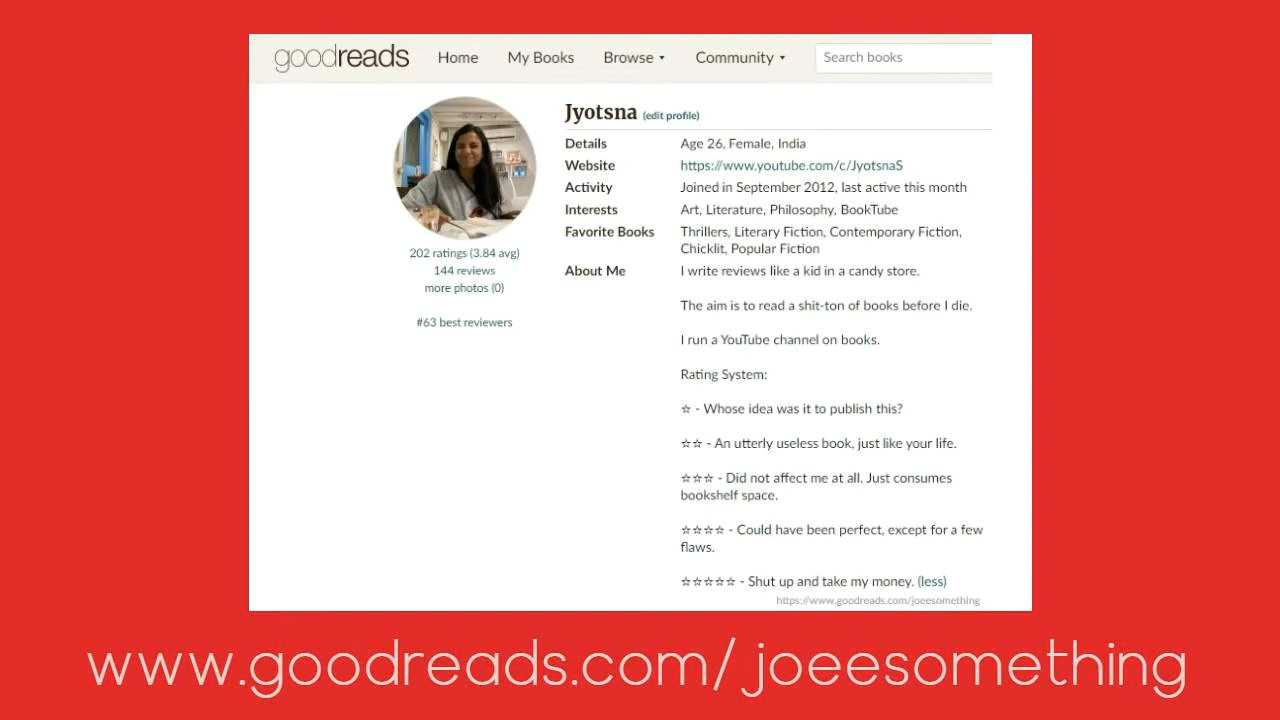 goodreads Home My Books Browse Community Search books
Jyotsna (edit profile)
Details Age 26, Female, India
Website https://www.youtube.com/c/JyotsnaS
Activity Joined in September 2012, last active this month
Interests Art, Literature, Philosophy, BookTube
Favorite Books Thrillers, Literary Fiction, Contemporary Fiction,
Chicklit, Popular Fiction
202 ratings (3.84 avg)
144 reviews
more photos (0)
#63 best reviewers
About Me I write reviews like a kid in a candy store.
The aim is to read a shit-ton of books before I die.
I run a YouTube channel on books.
Rating System:
☆ - Whose idea was it to publish this?
☆☆ - An utterly useless book, just like your life.
☆☆☆ - Did not affect me at all. Just consumes
bookshelf space.
☆☆☆☆ - Could have been perfect, except for a few
flaws.
☆☆☆☆☆ - Shut up and take my money. (less)
https://www.goodreads.com/joeesomething
www.goodreads.com/joeesomething